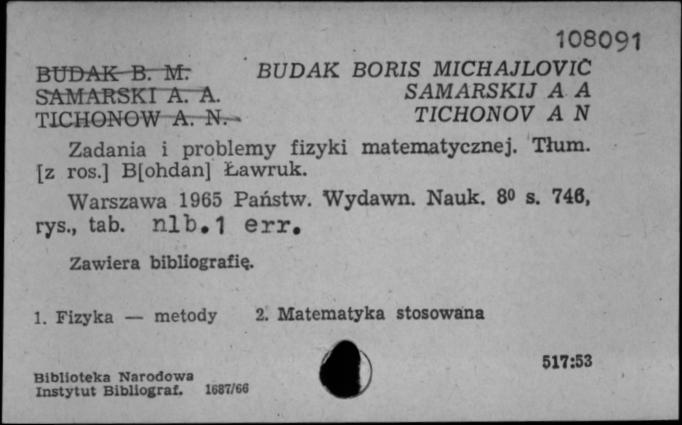 108091
BUDAK B. M. BUDAK BORIS MICHAJLOVIČ
SAMARSKI A. A. SAMARSKIJ A A
TICHONOW A. N. TICHONOV A N
Zadania i problemy fizyki matematycznej. Tłum.
[z ros.] B[ohdan] Ławruk.
Warszawa 1965 Państw. Wydawn. Nauk. 8º s. 746,
rys., tab. nlb.1 err.
Zawiera bibliografię.
1. Fizyka — metody 2. Matematyka stosowana
517:53
Biblioteka Narodowa
Instytut Bibliograf. 1687/66